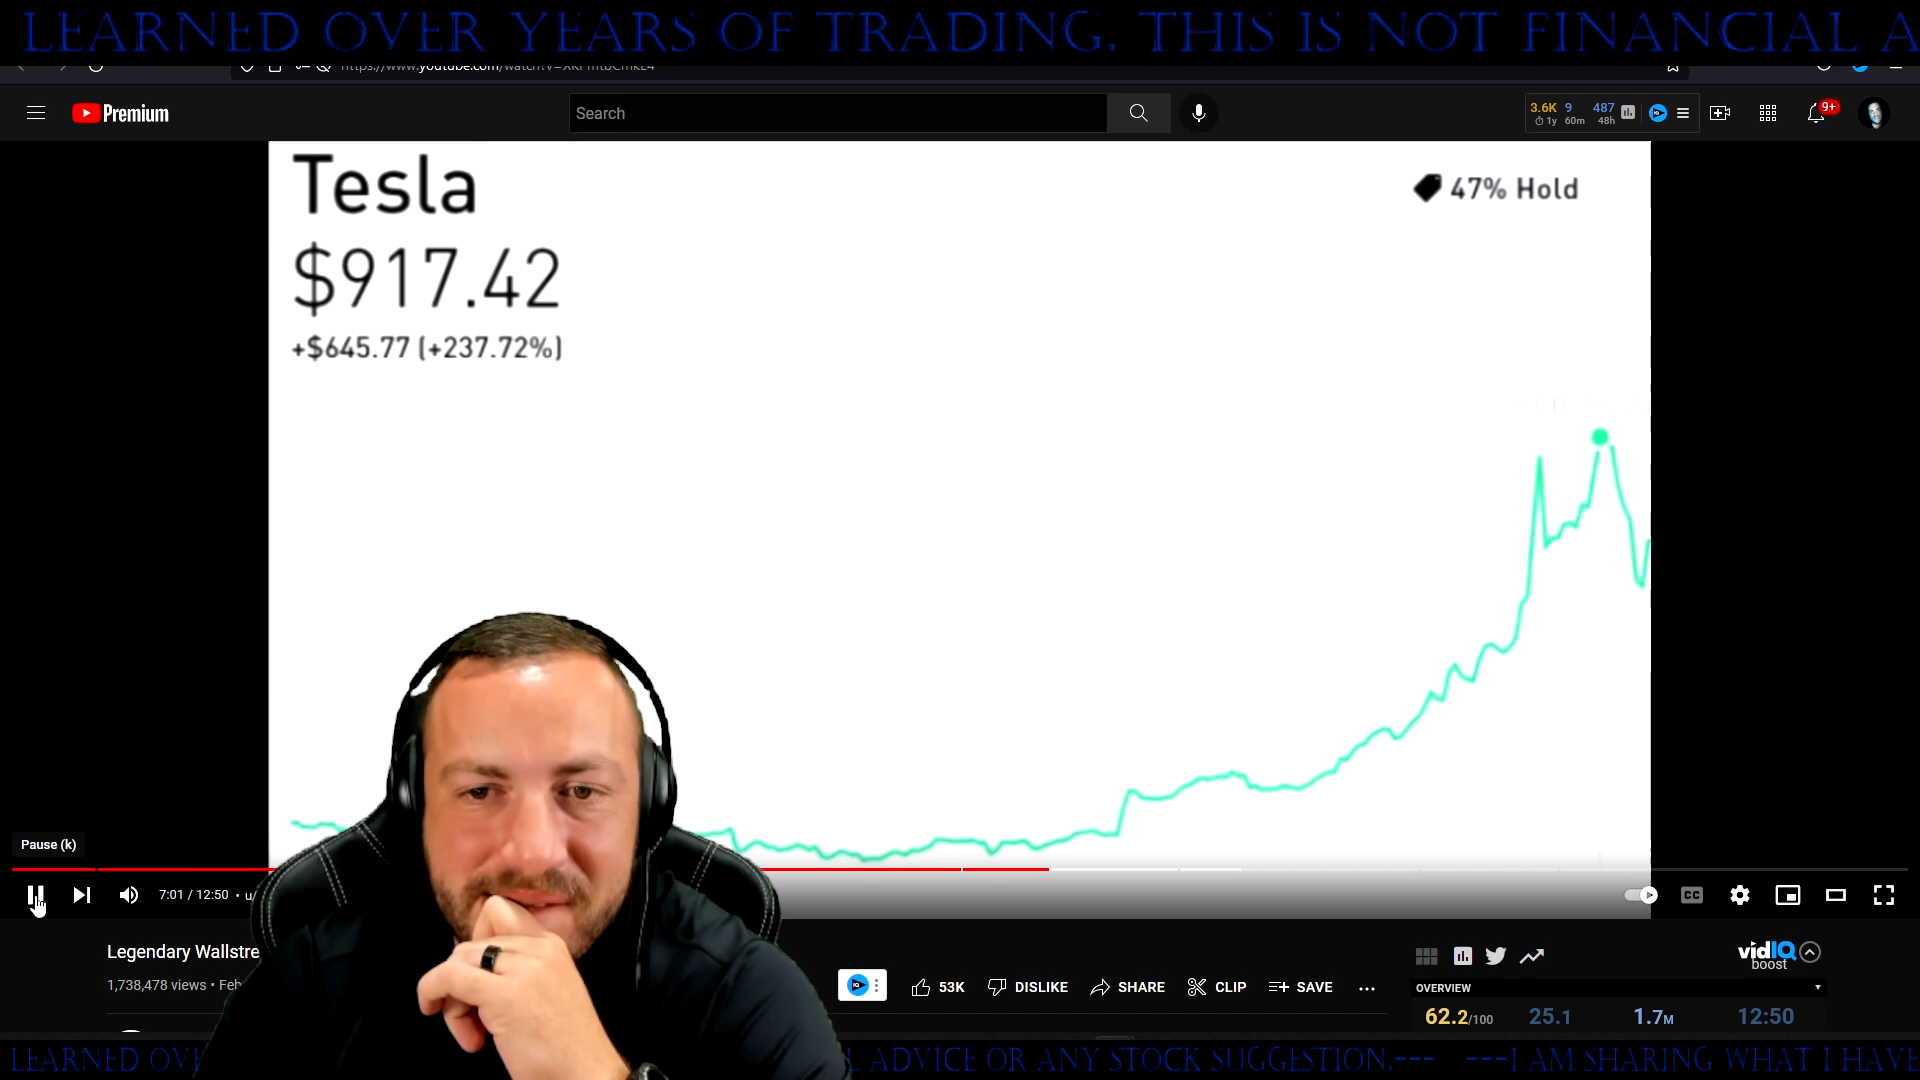 LEARNED OVER YEARS OF TRADING. THIS IS NOT FINANCIAL A
Premium
Search
3.6K 9 487
1y 60m 48h
9+
Tesla
47% Hold
$917.42
+$645.77 (+237.72%)
Pause (k)
7:01 / 12:50 •
CC
Legendary Wallstre
1,738,478 views • Feb
53K DISLIKE SHARE CLIP SAVE
vidIQ
boost
OVERVIEW
62.2/100 25.1 1.7M 12:50
LEARNED OVE ADVICE OR ANY STOCK SUGGESTION.--- ---I AM SHARING WHAT I HAVE